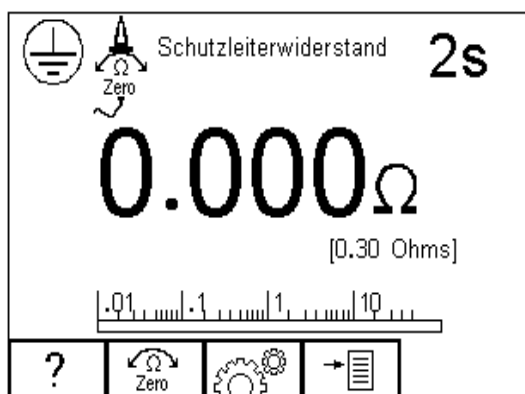 Schutzleiterwiderstand 2s
Ω
Zero
0.000Ω
[0.30 Ohms]
.01 .1 1 10
? Ω
Zero